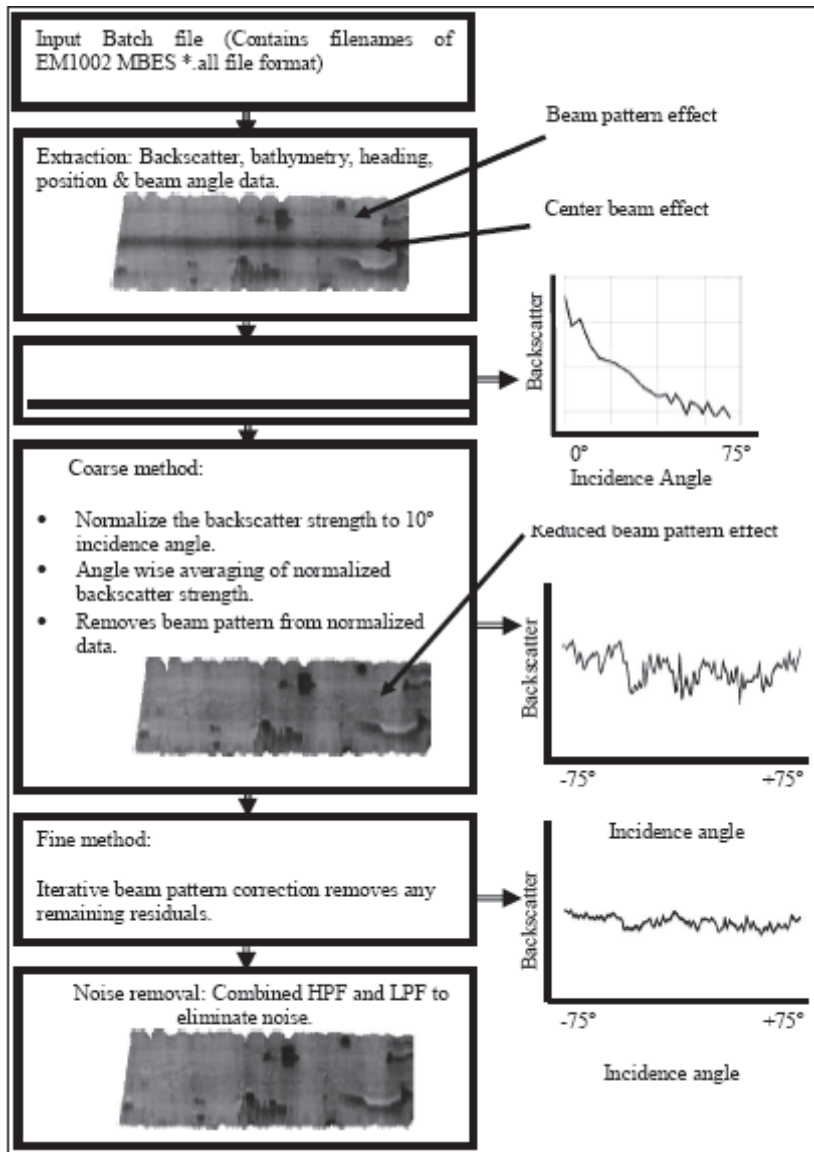 Input Batch file (Contains filenames of
EM1002 MBES *.all file format)
Beam pattern effect
Extraction: Backscatter, bathymetry, heading,
position & beam angle data.
Center beam effect
Backscatter
0° 75°
Incidence Angle
Coarse method:
• Normalize the backscatter strength to 10°
incidence angle.
• Angle wise averaging of normalized
backscatter strength.
• Removes beam pattern from normalized
data.
Reduced beam pattern effect
Backscatter
-75° +75°
Incidence angle
Fine method:
Iterative beam pattern correction removes any
remaining residuals.
Backscatter
-75° +75°
Incidence angle
Noise removal: Combined HPF and LPF to
eliminate noise.